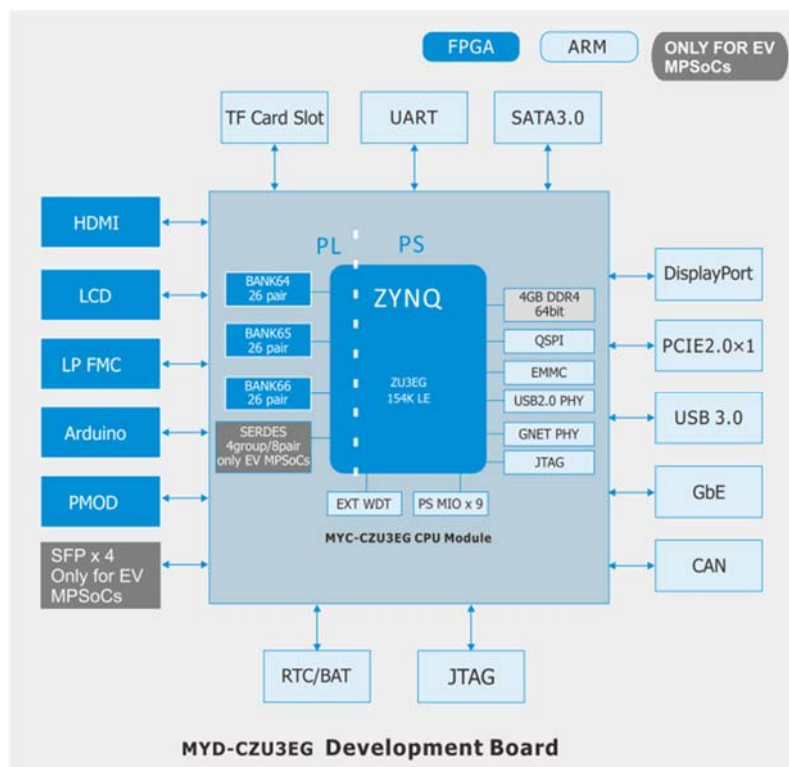 FPGA
ARM
ONLY FOR EV
MPSoCs
TF Card Slot
UART
SATA3.0
HDMI
LCD
LP FMC
Arduino
PMOD
SFP x 4
Only for EV
MPSoCs
PL
PS
BANK64
26 pair
BANK65
26 pair
BANK66
26 pair
SERDES
4group/8pair
only EV MPSoCs
ZYNQ
ZU3EG
154K LE
4GB DDR4
64bit
QSPI
EMMC
USB2.0 PHY
GNET PHY
JTAG
EXT WDT
PS MIO x 9
MYC-CZU3EG CPU Module
DisplayPort
PCIE2.0×1
USB 3.0
GbE
CAN
RTC/BAT
JTAG
MYD-CZU3EG Development Board